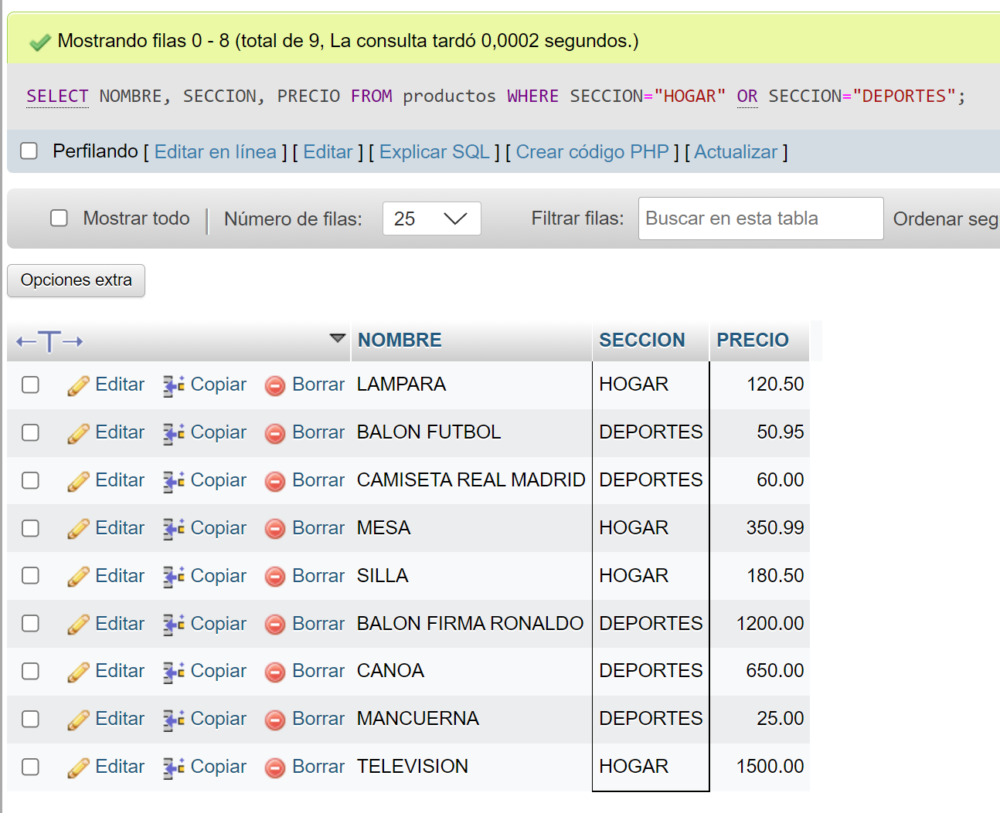 Mostrando filas 0 - 8 (total de 9, La consulta tardó 0,0002 segundos.)
SELECT NOMBRE, SECCION, PRECIO FROM productos WHERE SECCION="HOGAR" OR SECCION="DEPORTES";
Perfilando [ Editar en línea ] [ Editar ] [ Explicar SQL ] [ Crear código PHP ] [ Actualizar ]
Mostrar todo Número de filas: 25 Filtrar filas: Buscar en esta tabla Ordenar seg
Opciones extra
←T→ NOMBRE SECCION PRECIO
Editar Copiar Borrar LAMPARA HOGAR 120.50
Editar Copiar Borrar BALON FUTBOL DEPORTES 50.95
Editar Copiar Borrar CAMISETA REAL MADRID DEPORTES 60.00
Editar Copiar Borrar MESA HOGAR 350.99
Editar Copiar Borrar SILLA HOGAR 180.50
Editar Copiar Borrar BALON FIRMA RONALDO DEPORTES 1200.00
Editar Copiar Borrar CANOA DEPORTES 650.00
Editar Copiar Borrar MANCUERNA DEPORTES 25.00
Editar Copiar Borrar TELEVISION HOGAR 1500.00